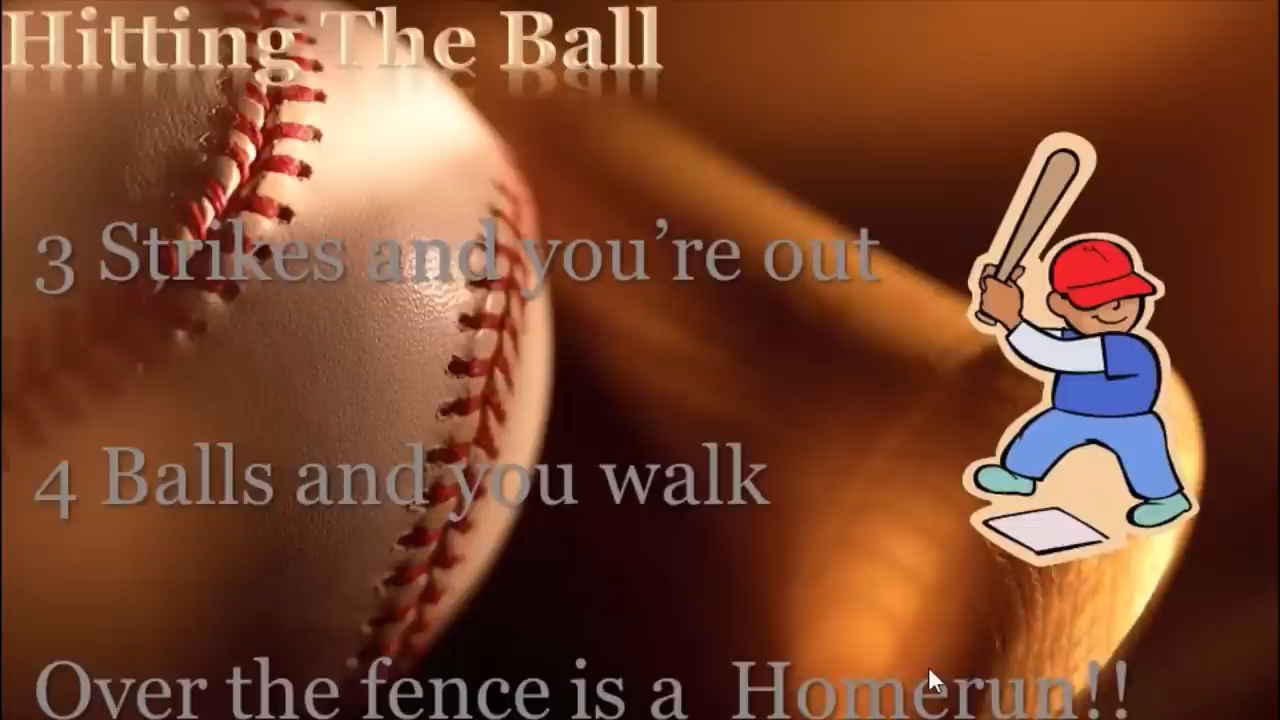 Hitting The Ball
3 Strikes and you’re out
4 Balls and you walk
Over the fence is a Homerun!!